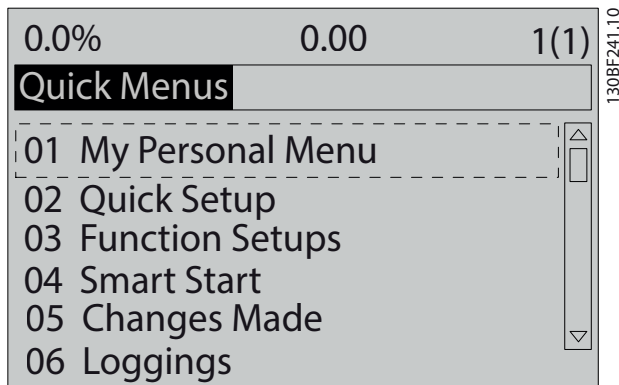 0.0% 0.00 1(1)
Quick Menus
01 My Personal Menu
02 Quick Setup
03 Function Setups
04 Smart Start
05 Changes Made
06 Loggings
130BF241.10